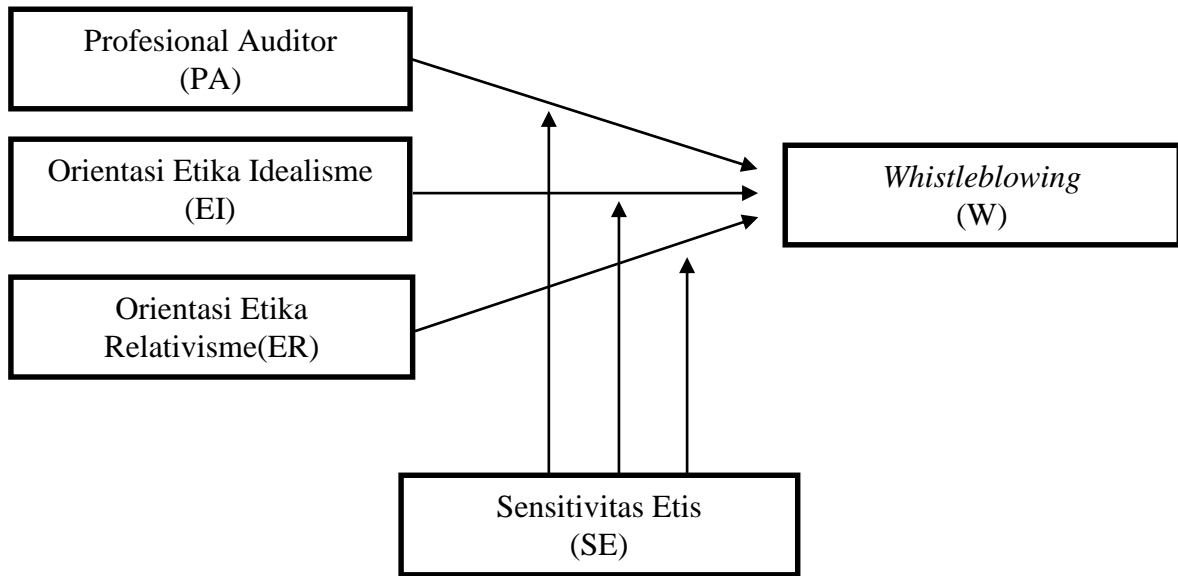 Profesional Auditor
(PA)
Orientasi Etika Idealisme
(EI)
Orientasi Etika
Relativisme(ER)
Whistleblowing
(W)
Sensitivitas Etis
(SE)